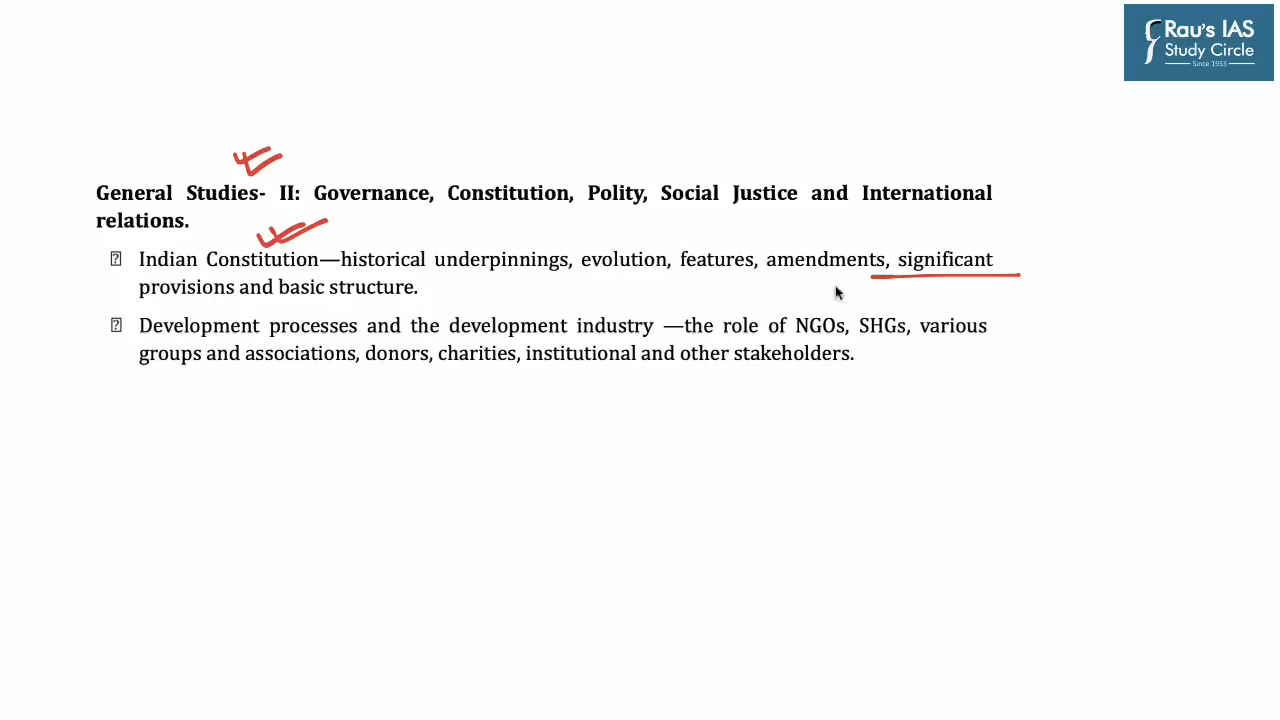 Rau's IAS
Study Circle
Since 1953
General Studies- II: Governance, Constitution, Polity, Social Justice and International
relations.
Indian Constitution—historical underpinnings, evolution, features, amendments, significant
provisions and basic structure.
Development processes and the development industry —the role of NGOs, SHGs, various
groups and associations, donors, charities, institutional and other stakeholders.